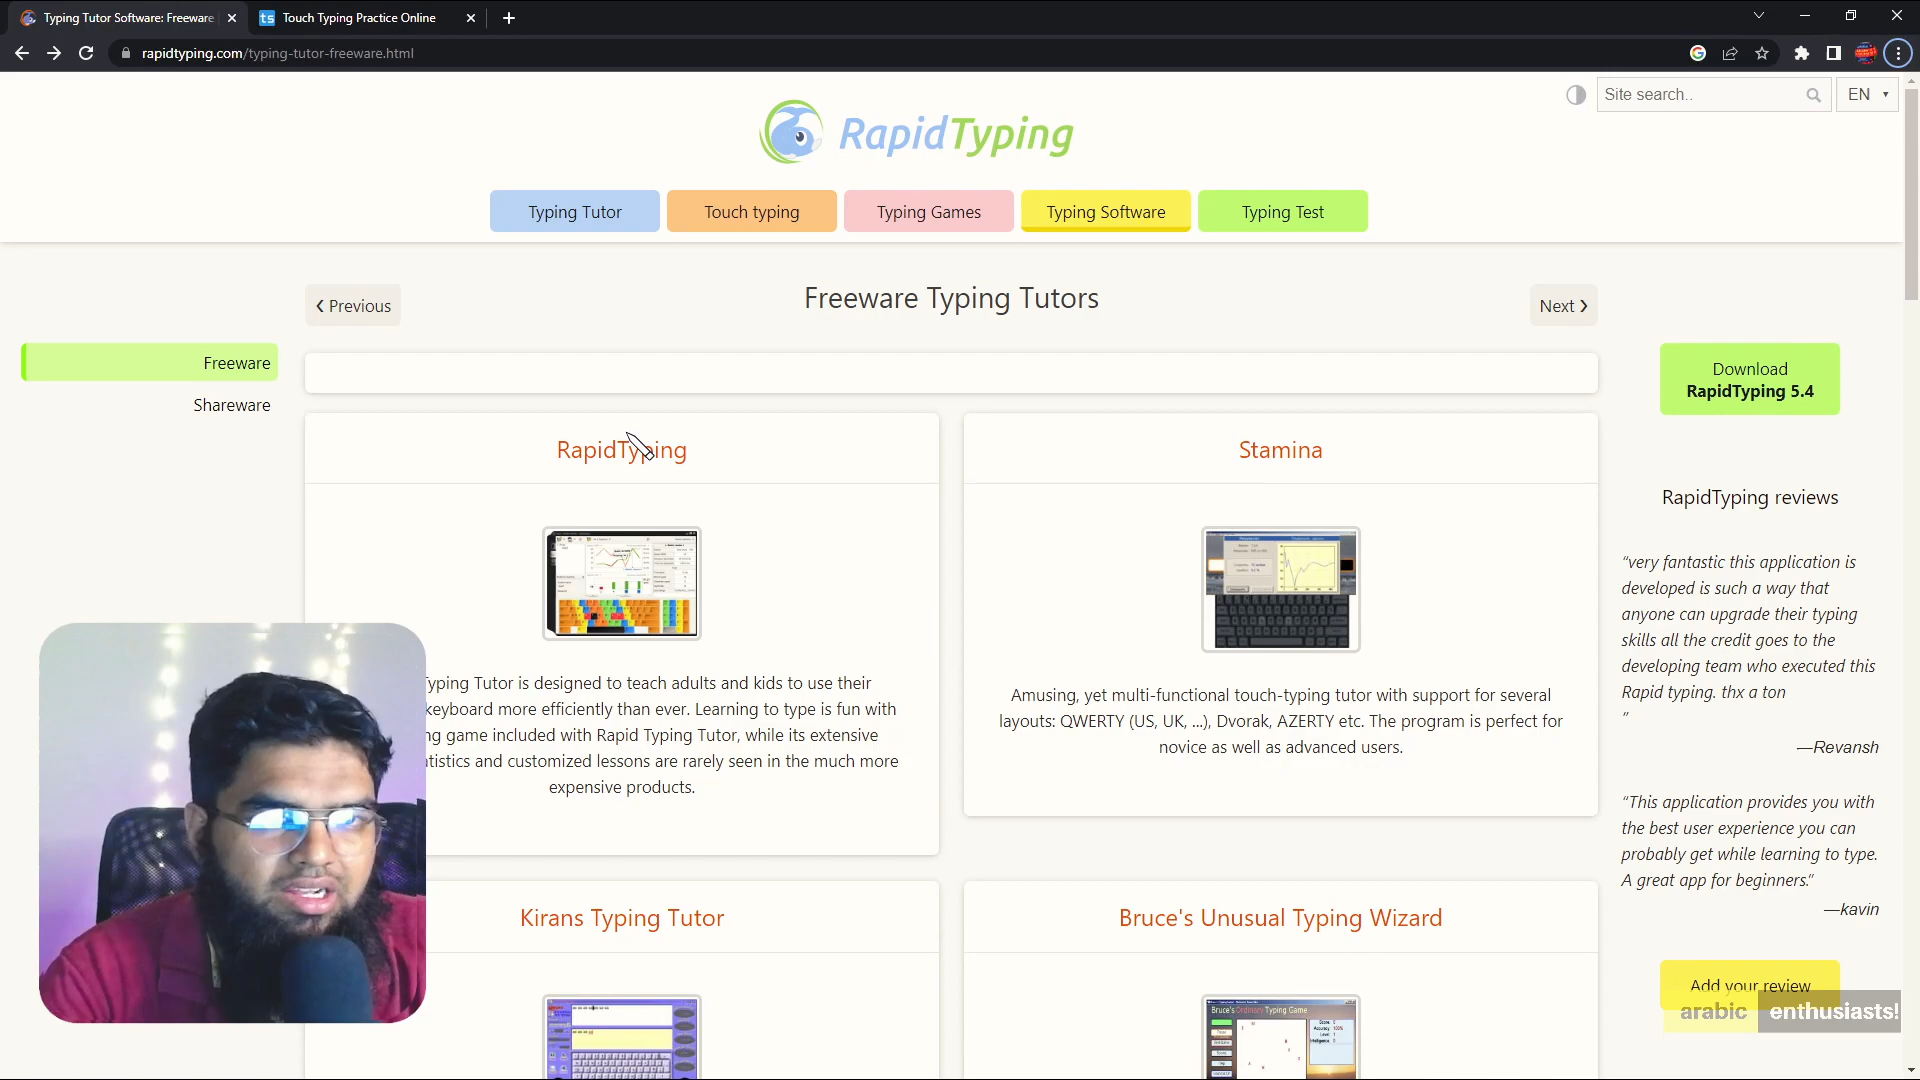 Typing Tutor Software: Freeware
Touch Typing Practice Online
rapidtyping.com/typing-tutor-freeware.html
Site search..
EN
RapidTyping
Typing Tutor
Touch typing
Typing Games
Typing Software
Typing Test
Previous
Freeware Typing Tutors
Next
Freeware
Shareware
Download
RapidTyping 5.4
RapidTyping
yping Tutor is designed to teach adults and kids to use their
keyboard more efficiently than ever. Learning to type is fun with
ng game included with Rapid Typing Tutor, while its extensive
tistics and customized lessons are rarely seen in the much more
expensive products.
Stamina
Amusing, yet multi-functional touch-typing tutor with support for several
layouts: QWERTY (US, UK, ...), Dvorak, AZERTY etc. The program is perfect for
novice as well as advanced users.
RapidTyping reviews
“very fantastic this application is
developed is such a way that
anyone can upgrade their typing
skills all the credit goes to the
developing team who executed this
Rapid typing. thx a ton
”
—Revansh
“This application provides you with
the best user experience you can
probably get while learning to type.
A great app for beginners.”
—kavin
Add your review
Kirans Typing Tutor
Bruce's Unusual Typing Wizard
Bruce's Ordinary Typing Game
arabic enthusiasts!